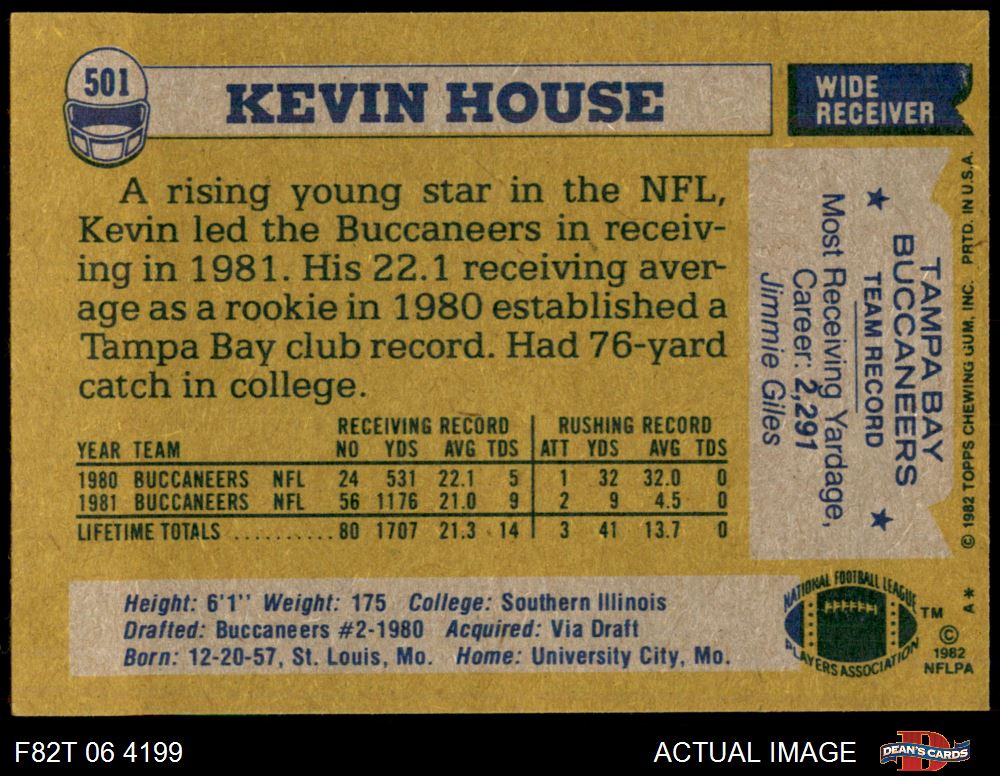 501
KEVIN HOUSE
WIDE
RECEIVER
A rising young star in the NFL,
Kevin led the Buccaneers in receiv-
ing in 1981. His 22.1 receiving aver-
age as a rookie in 1980 established a
Tampa Bay club record. Had 76-yard
catch in college.
RECEIVING RECORD RUSHING RECORD
YEAR TEAM NO YDS AVG TDS ATT YDS AVG TDS
1980 BUCCANEERS NFL 24 531 22.1 5 1 32 32.0 0
1981 BUCCANEERS NFL 56 1176 21.0 9 2 9 4.5 0
LIFETIME TOTALS .......... 80 1707 21.3 14 3 41 13.7 0
TAMPA BAY
BUCCANEERS
★ TEAM RECORD ★
Most Receiving Yardage,
Career: 2,291
Jimmie Giles
© 1982 TOPPS CHEWING GUM, INC. PRTD. IN U.S.A.
Height: 6'1" Weight: 175 College: Southern Illinois
Drafted: Buccaneers #2-1980 Acquired: Via Draft
Born: 12-20-57, St. Louis, Mo. Home: University City, Mo.
NATIONAL FOOTBALL LEAGUE
PLAYERS ASSOCIATION
TM
©
1982
NFLPA
A*
F82T 06 4199
ACTUAL IMAGE
D
DEAN'S CARDS